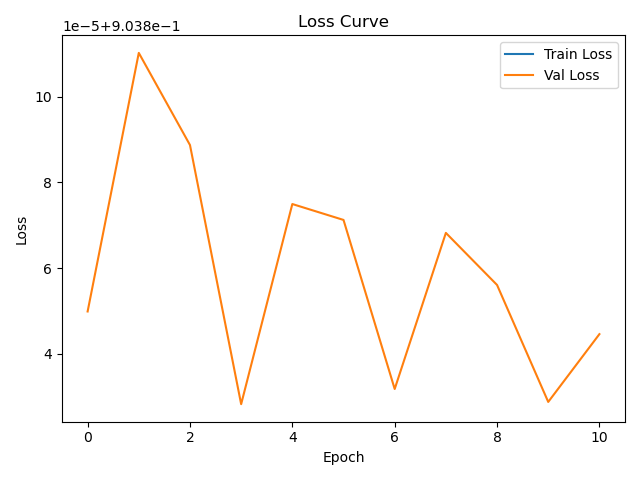 Loss Curve
1e−5+9.038e−1
Train Loss
Val Loss
10
8
6
4
Loss
0 2 4 6 8 10
Epoch